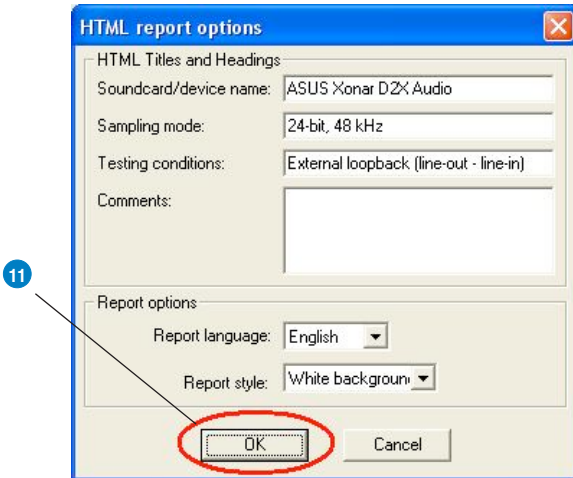 HTML report options
HTML Titles and Headings
Soundcard/device name: ASUS Xonar D2X Audio
Sampling mode: 24-bit, 48 kHz
Testing conditions: External loopback (line-out - line-in)
Comments:
11
Report options
Report language: English
Report style: White backgroun
OK Cancel